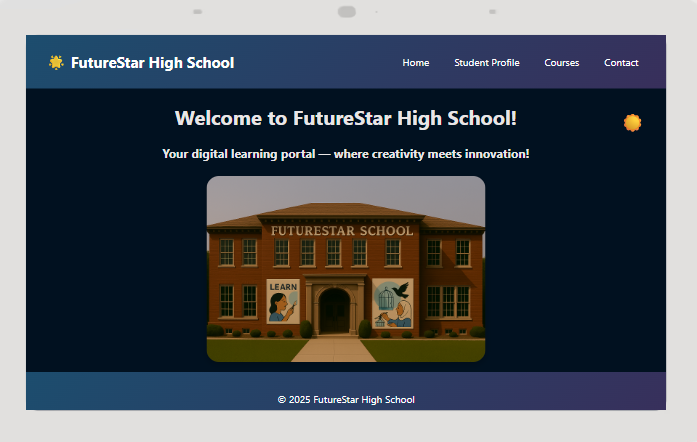 FutureStar High School
Home Student Profile Courses Contact
Welcome to FutureStar High School!
Your digital learning portal — where creativity meets innovation!
FUTURESTAR SCHOOL
LEARN
© 2025 FutureStar High School